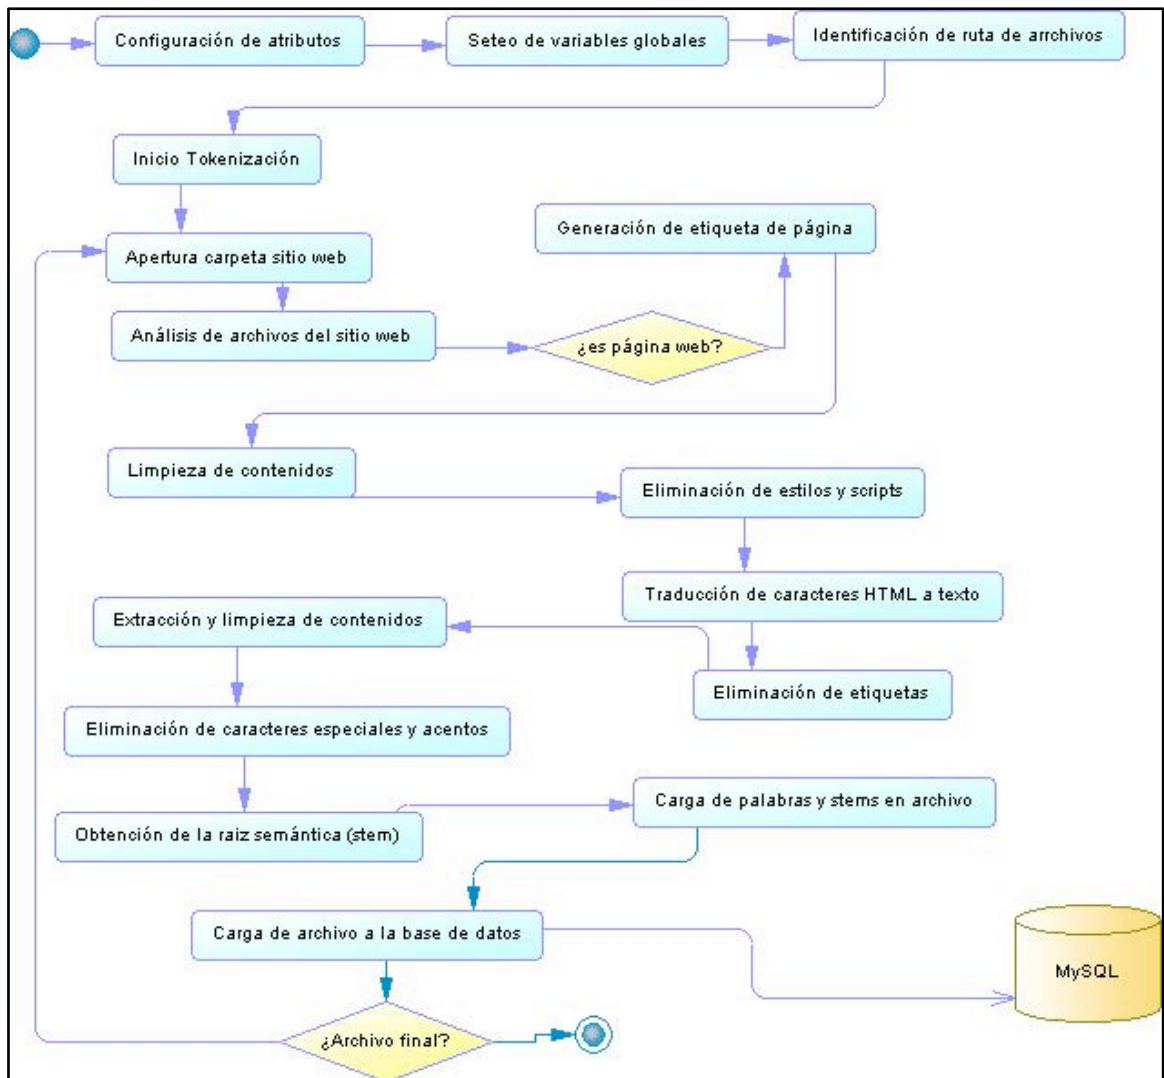 Configuración de atributos
Seteo de variables globales
Identificación de ruta de arrchivos
Inicio Tokenización
Apertura carpeta sitio web
Generación de etiqueta de página
Análisis de archivos del sitio web
¿es página web?
Limpieza de contenidos
Eliminación de estilos y scripts
Traducción de caracteres HTML a texto
Eliminación de etiquetas
Extracción y limpieza de contenidos
Eliminación de caracteres especiales y acentos
Obtención de la raiz semántica (stem)
Carga de palabras y stems en archivo
Carga de archivo a la base de datos
MySQL
¿Archivo final?